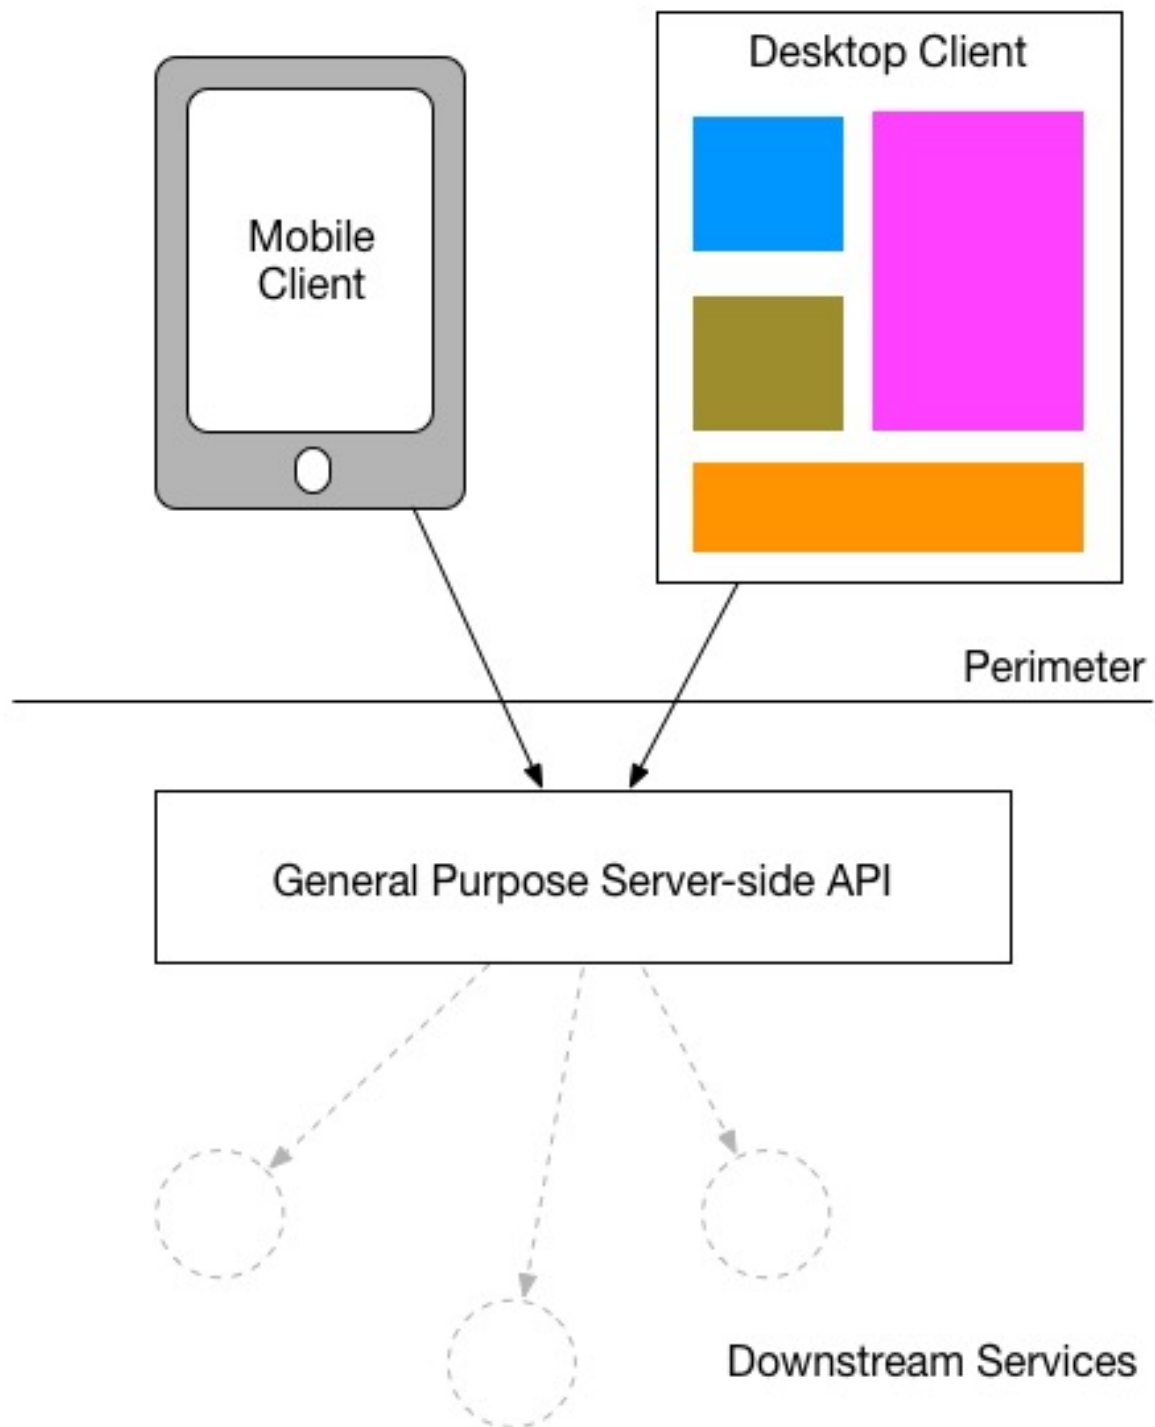 Desktop Client
Mobile
Client
Perimeter
General Purpose Server-side API
Downstream Services